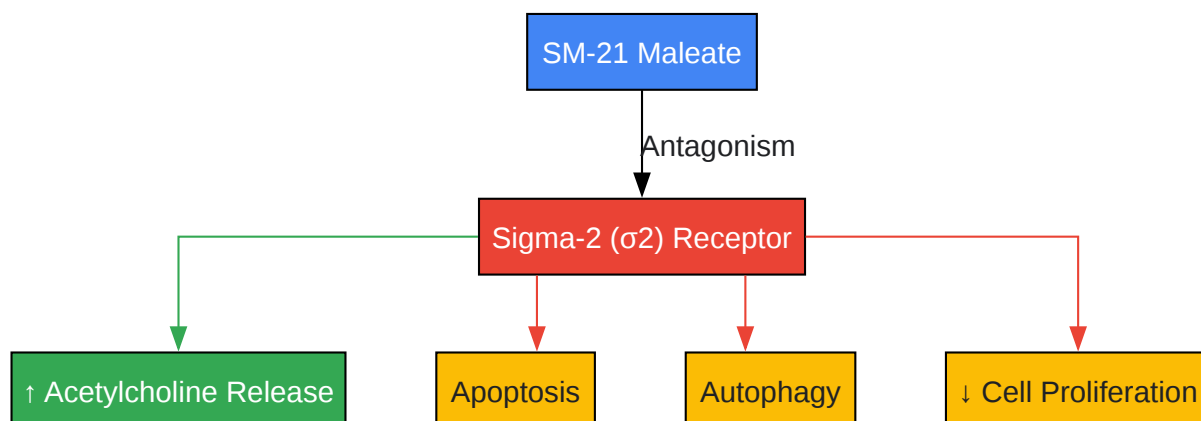 SM-21 Maleate
Antagonism
Sigma-2 (σ2) Receptor
↑ Acetylcholine Release
Apoptosis
Autophagy
↓ Cell Proliferation